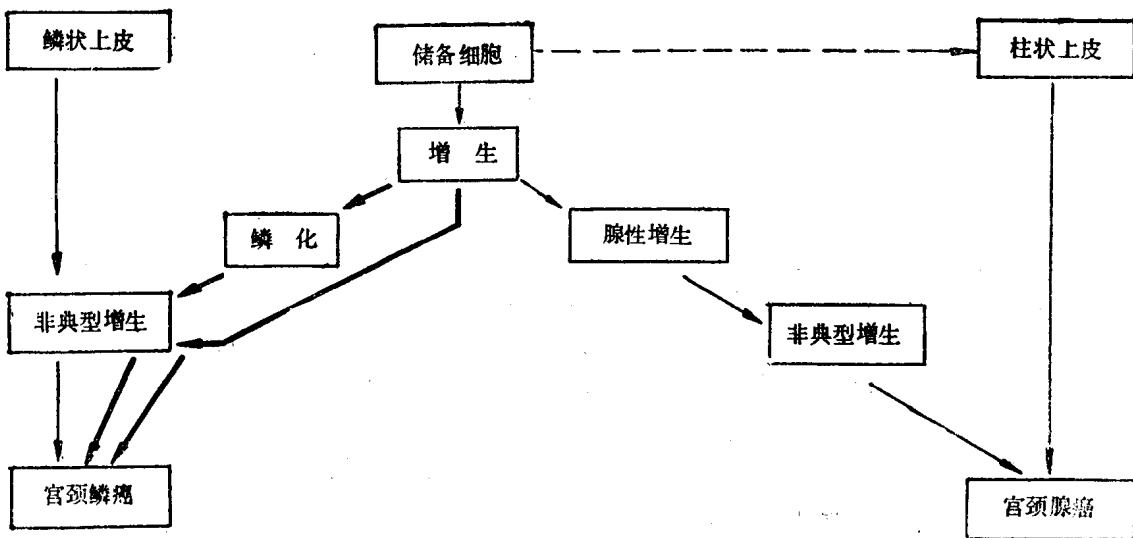 鳞状上皮
储备细胞
柱状上皮
增 生
鳞 化
腺性增生
非典型增生
非典型增生
宫颈鳞癌
宫颈腺癌